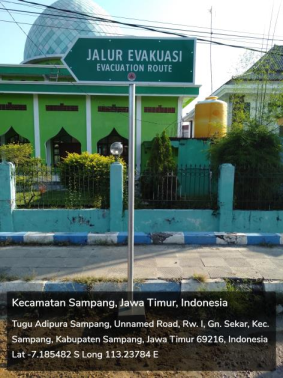 JALUR EVAKUASI
EVACUATION ROUTE
Kecamatan Sampang, Jawa Timur, Indonesia
Tugu Adipura Sampang, Unnamed Road, Rw. I, Gn. Sekar, Kec.
Sampang, Kabupaten Sampang, Jawa Timur 69216, Indonesia
Lat -7.185482 S Long 113.23784 E